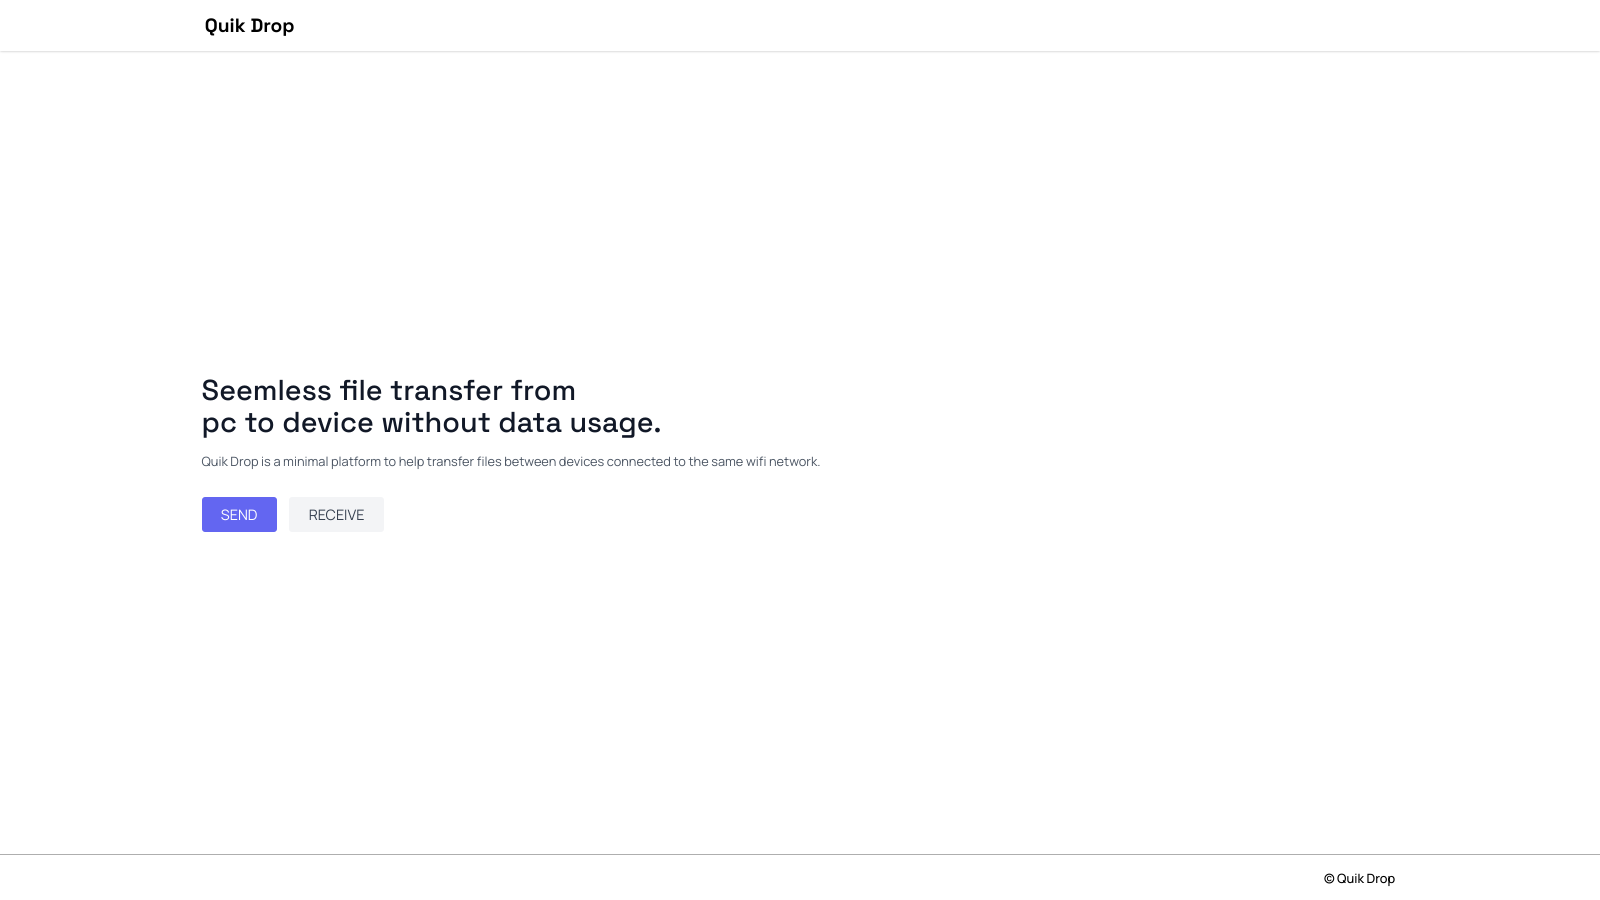 Quik Drop
Seemless file transfer from
pc to device without data usage.
Quik Drop is a minimal platform to help transfer files between devices connected to the same wifi network.
SEND
RECEIVE
© Quik Drop